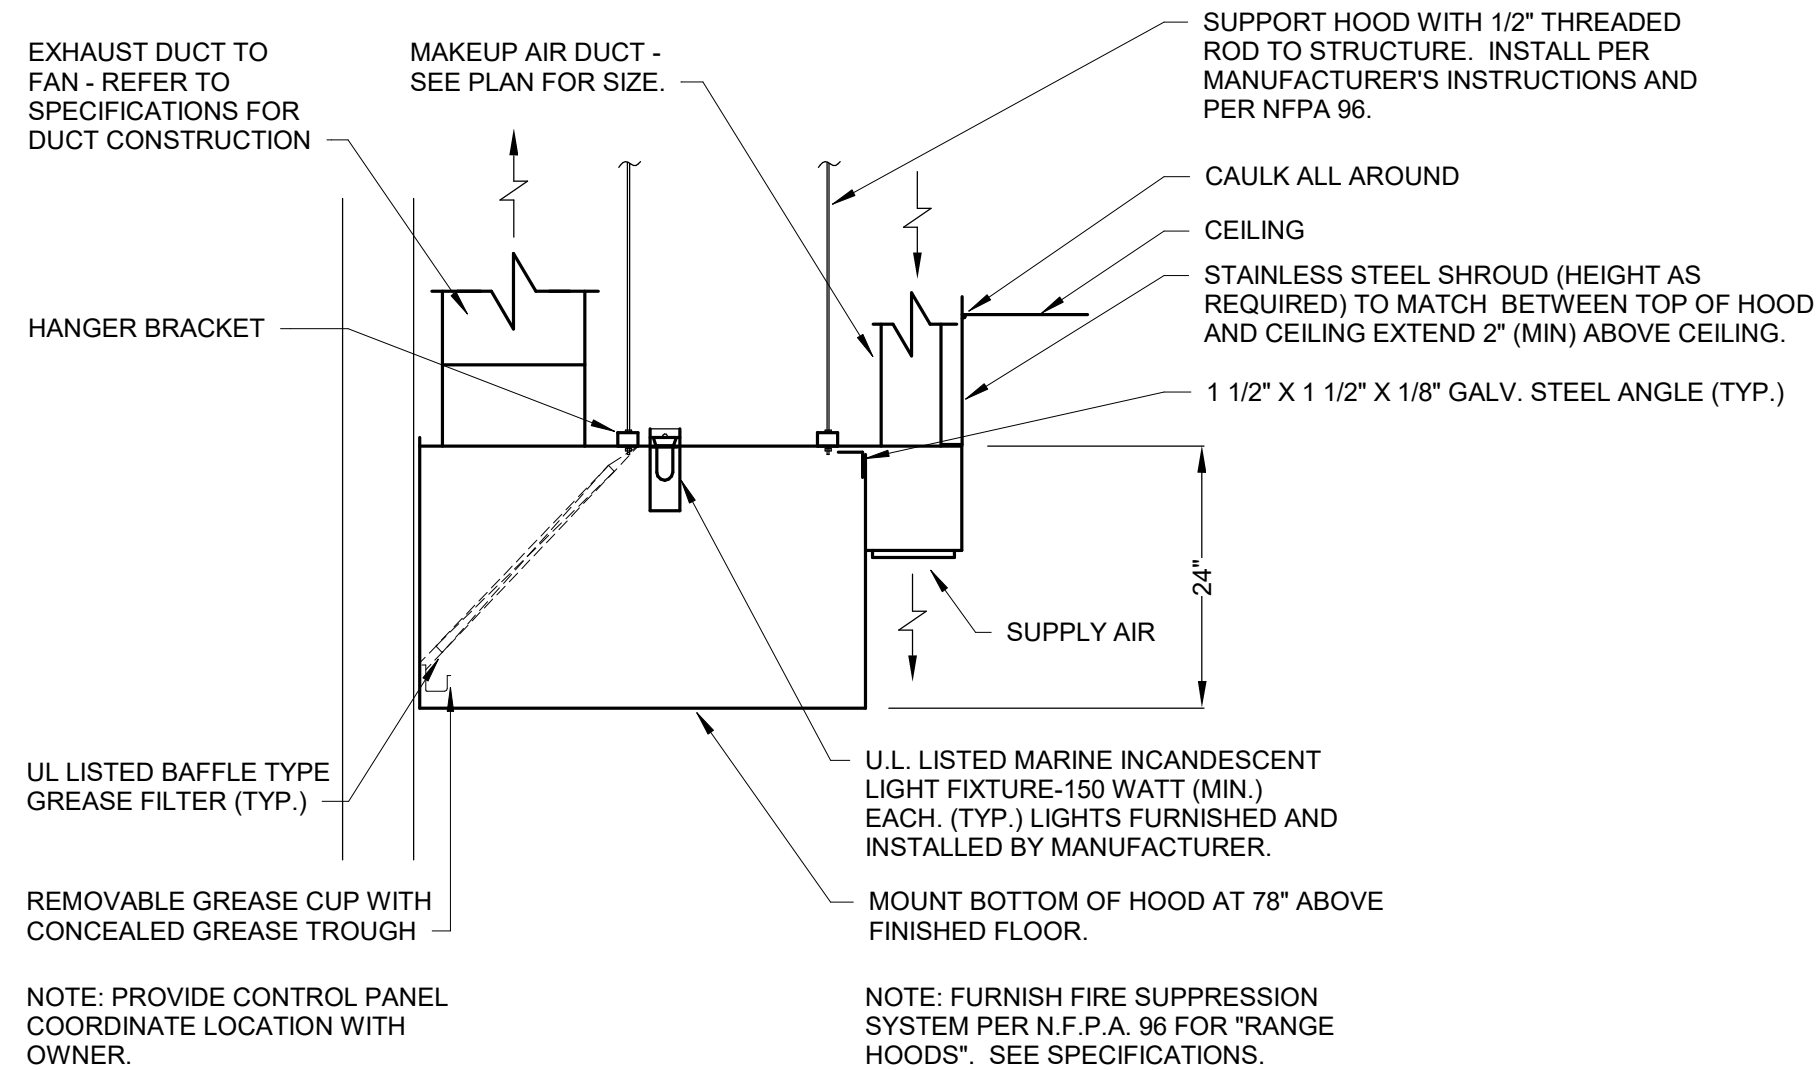 EXHAUST DUCT TO
FAN - REFER TO
SPECIFICATIONS FOR
DUCT CONSTRUCTION
MAKEUP AIR DUCT -
SEE PLAN FOR SIZE.
SUPPORT HOOD WITH 1/2" THREADED
ROD TO STRUCTURE. INSTALL PER
MANUFACTURER'S INSTRUCTIONS AND
PER NFPA 96.
CAULK ALL AROUND
CEILING
STAINLESS STEEL SHROUD (HEIGHT AS
REQUIRED) TO MATCH BETWEEN TOP OF HOOD
AND CEILING EXTEND 2" (MIN) ABOVE CEILING.
HANGER BRACKET
1 1/2" X 1 1/2" X 1/8" GALV. STEEL ANGLE (TYP.)
24"
SUPPLY AIR
UL LISTED BAFFLE TYPE
GREASE FILTER (TYP.)
U.L. LISTED MARINE INCANDESCENT
LIGHT FIXTURE-150 WATT (MIN.)
EACH. (TYP.) LIGHTS FURNISHED AND
INSTALLED BY MANUFACTURER.
REMOVABLE GREASE CUP WITH
CONCEALED GREASE TROUGH
MOUNT BOTTOM OF HOOD AT 78" ABOVE
FINISHED FLOOR.
NOTE: PROVIDE CONTROL PANEL
COORDINATE LOCATION WITH
OWNER.
NOTE: FURNISH FIRE SUPPRESSION
SYSTEM PER N.F.P.A. 96 FOR "RANGE
HOODS". SEE SPECIFICATIONS.